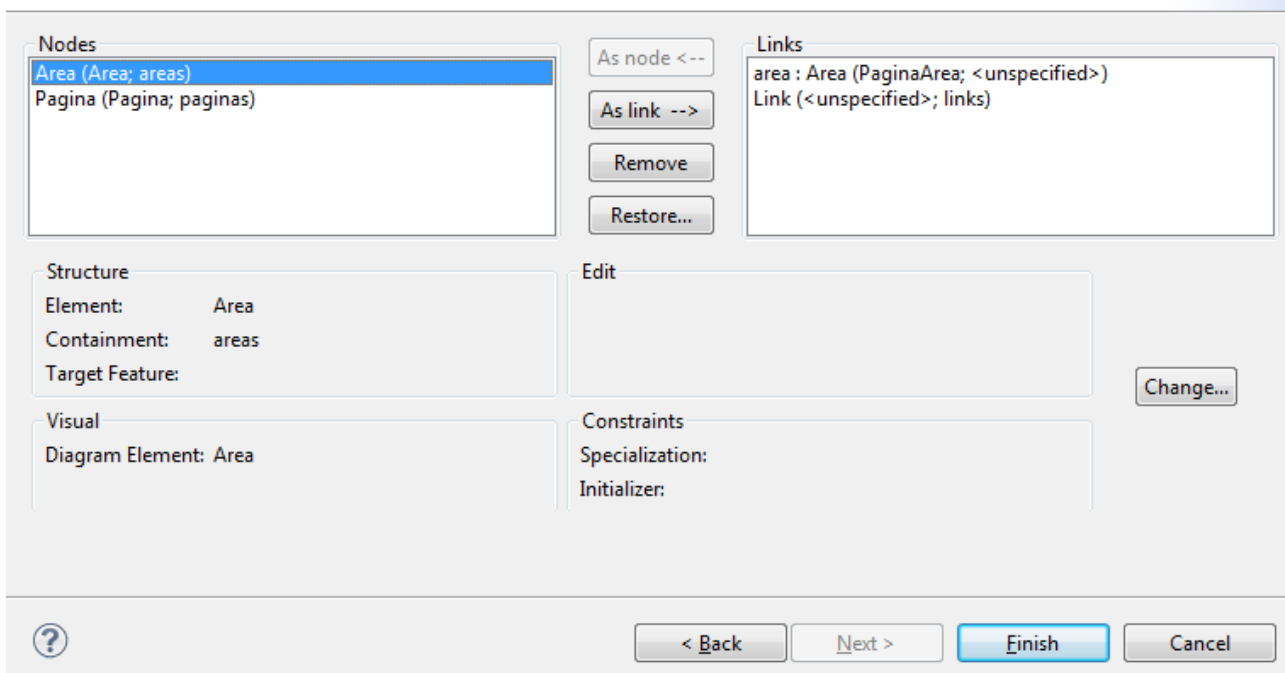 Nodes
Area (Area; areas)
Pagina (Pagina; paginas)
As node <--
As link -->
Remove
Restore...
Links
area : Area (PaginaArea; <unspecified>)
Link (<unspecified>; links)
Structure
Element: Area
Containment: areas
Target Feature:
Edit
Change...
Visual
Diagram Element: Area
Constraints
Specialization:
Initializer:
?
< Back
Next >
Finish
Cancel